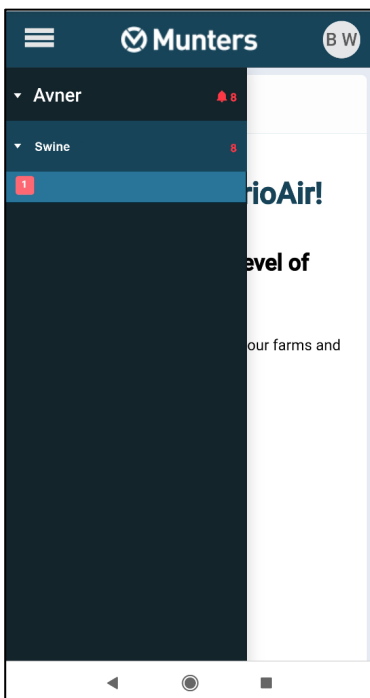 Munters
B W
Avner 8
Swine 8
1
rioAir!
evel of
our farms and